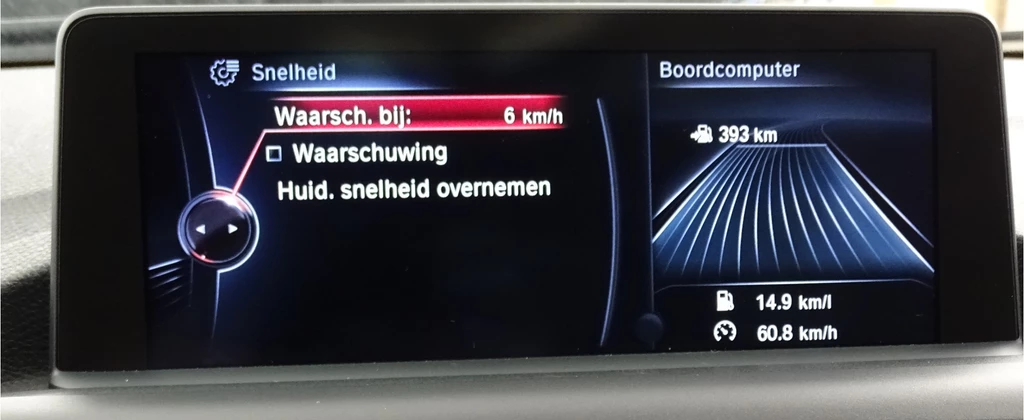 Snelheid
Waarsch. bij: 6 km/h
Waarschuwing
Huid. snelheid overnemen
Boordcomputer
393 km
14.9 km/l
60.8 km/h